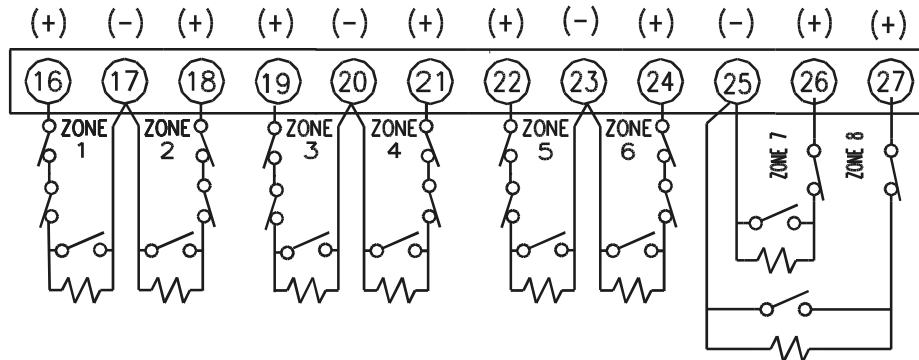 (+) (-) (+) (+) (-) (+) (+) (-) (+) (-) (+) (+)
16 17 18 19 20 21 22 23 24 25 26 27
ZONE 1
ZONE 2
ZONE 3
ZONE 4
ZONE 5
ZONE 6
ZONE 7
ZONE 8